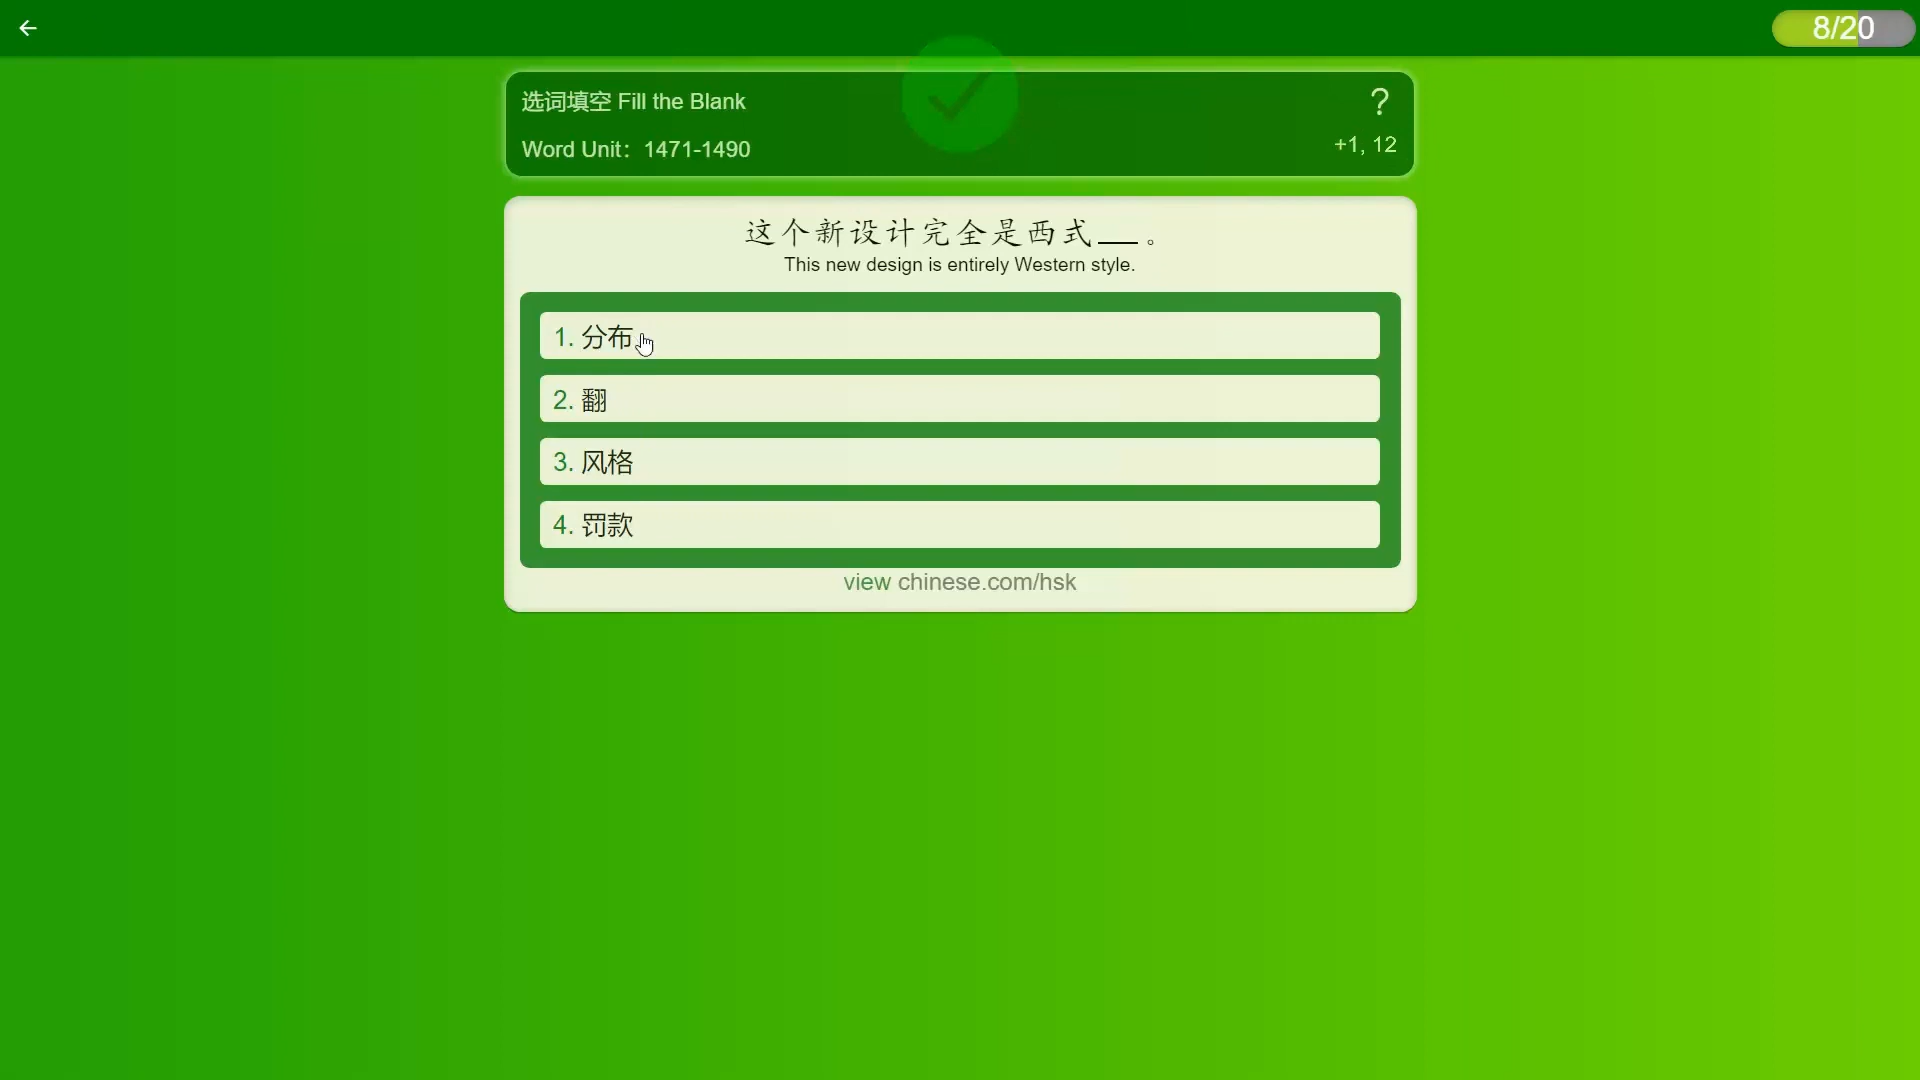 8/20
选词填空 Fill the Blank
?
Word Unit：1471-1490
+1, 12
这个新设计完全是西式__。
This new design is entirely Western style.
1. 分布
2. 翻
3. 风格
4. 罚款
view chinese.com/hsk